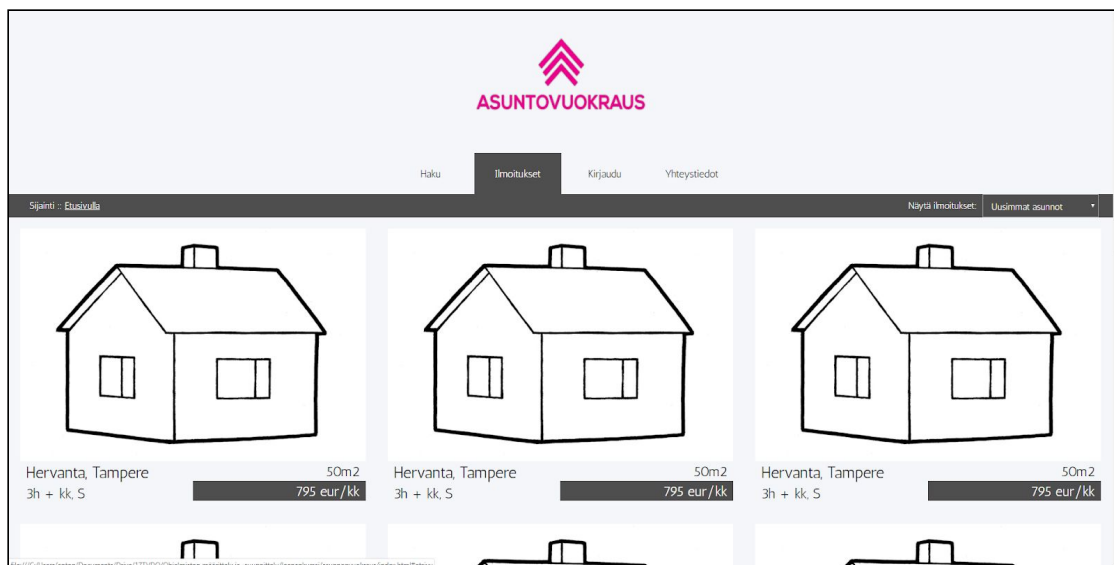 ASUNTOVUOKRAUS
Haku Ilmoitukset Kirjaudu Yhteystiedot
Sijainti :: Etusivulla Näytä ilmoitukset: Uusimmat asunnot
Hervanta, Tampere 50m2 Hervanta, Tampere 50m2 Hervanta, Tampere 50m2
3h + kk, S 795 eur/kk 3h + kk, S 795 eur/kk 3h + kk, S 795 eur/kk